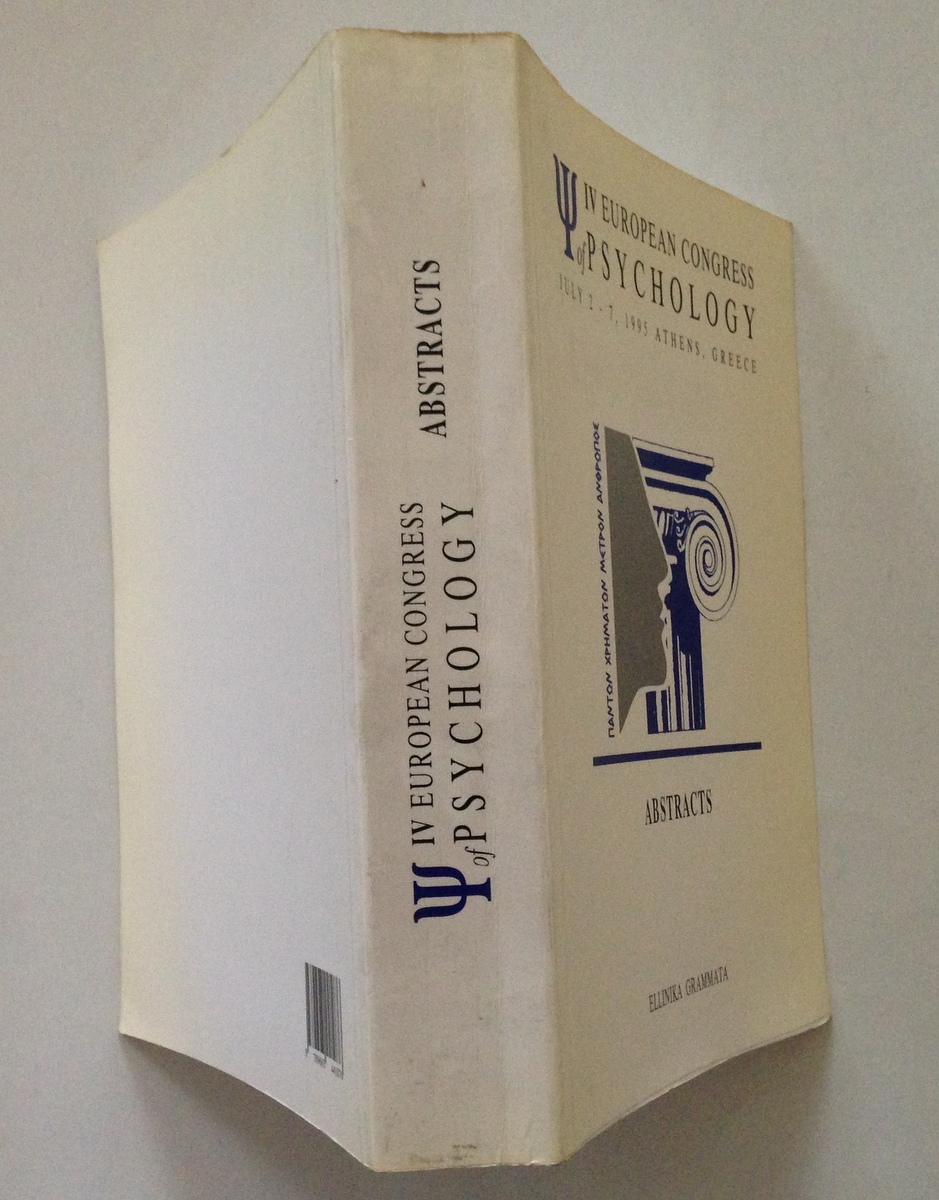 Ψ IV EUROPEAN CONGRESS
of PSYCHOLOGY
ABSTRACTS
Ψ IV EUROPEAN CONGRESS
of PSYCHOLOGY
JULY 2 - 7, 1995 ATHENS, GREECE
ΠΑΝΤΩΝ ΧΡΗΜΑΤΩΝ ΜΕΤΡΟΝ ΑΝΘΡΩΠΟΣ
ABSTRACTS
ELLINIKA GRAMMATA